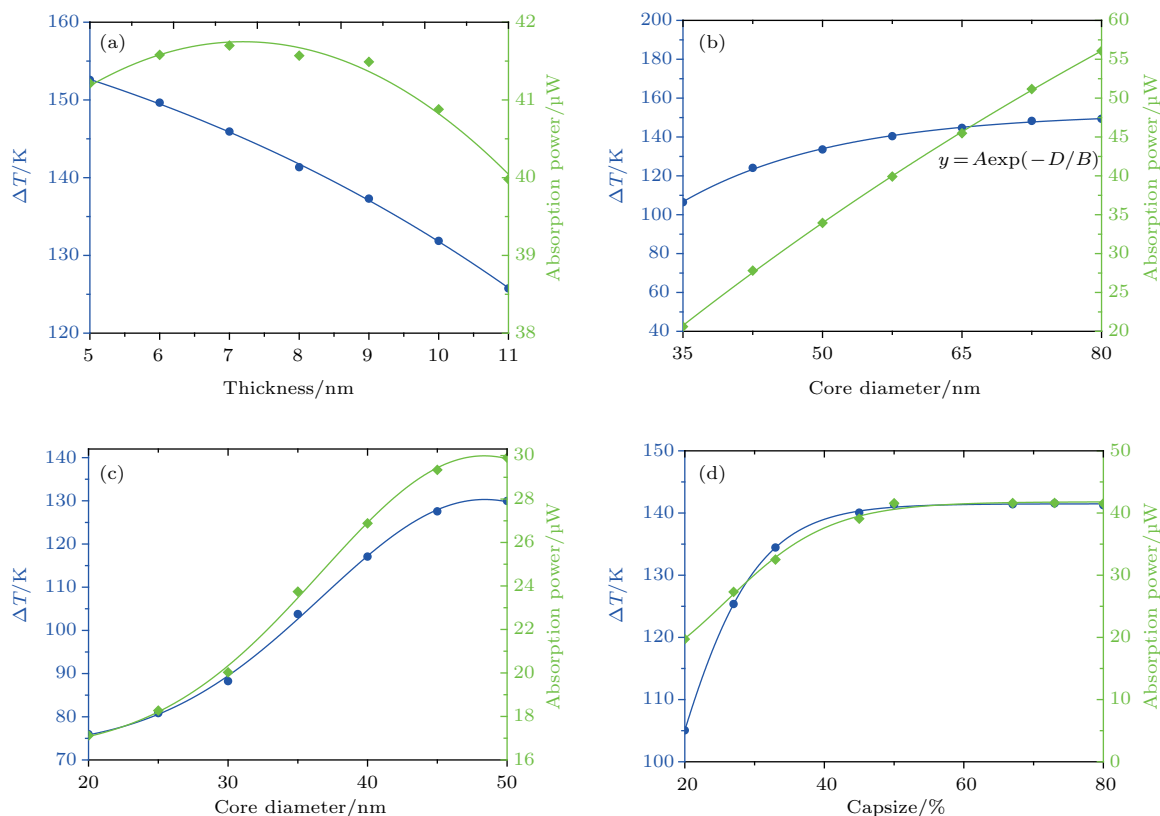 (a)
160
150
140
130
120
ΔT/K
42
41
40
39
38
Absorption power/μW
5 6 7 8 9 10 11
Thickness/nm
(b)
200
180
160
140
120
100
80
60
40
ΔT/K
60
55
50
45
40
35
30
25
20
Absorption power/μW
y=Aexp(−D/B)
35 50 65 80
Core diameter/nm
(c)
140
130
120
110
100
90
80
70
ΔT/K
30
28
26
24
22
20
18
16
Absorption power/μW
20 30 40 50
Core diameter/nm
(d)
150
140
130
120
110
100
ΔT/K
50
40
30
20
10
0
Absorption power/μW
20 40 60 80
Capsize/%